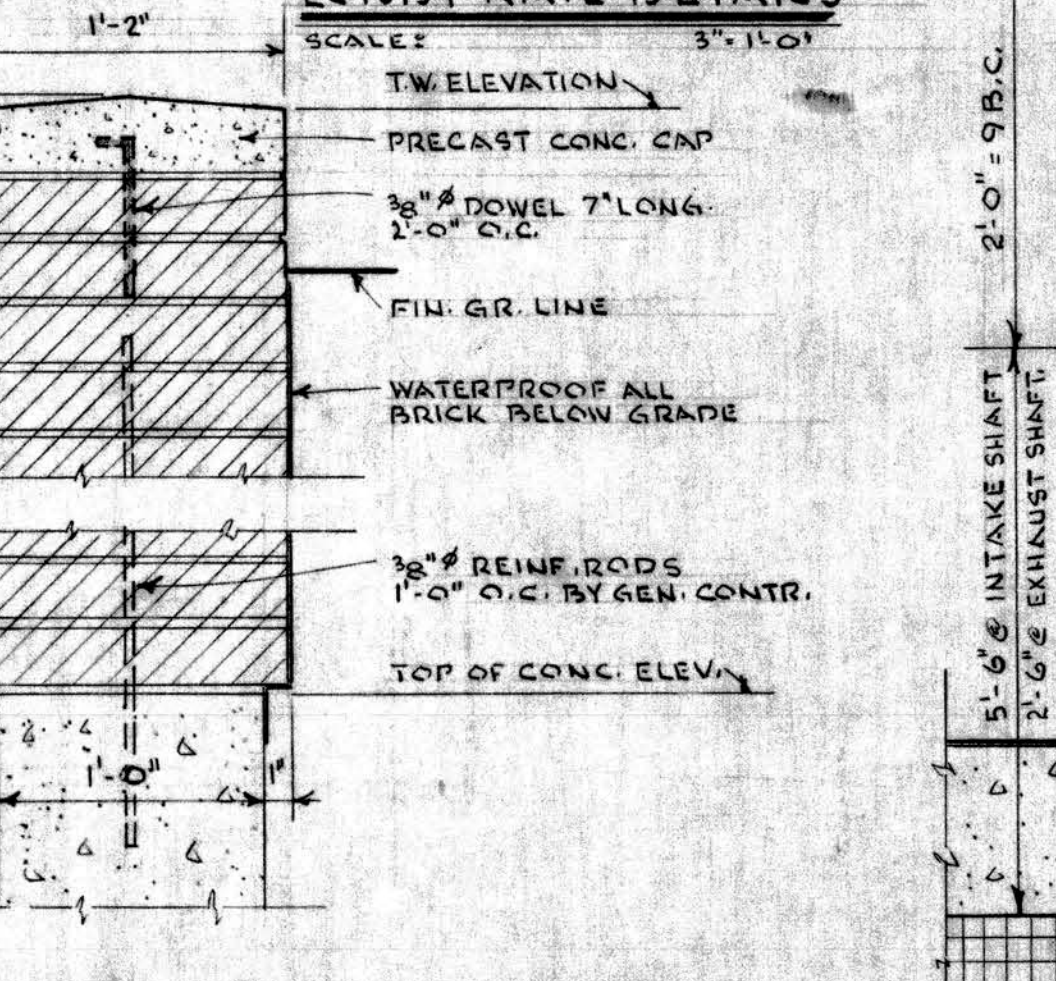 1'-2"
DETAILS
SCALE: 3" = 1'-0"
T.W. ELEVATION
PRECAST CONC. CAP
3/8" ⌀ DOWEL 7" LONG.
2'-0" O.C.
FIN. GR. LINE
WATERPROOF ALL
BRICK BELOW GRADE
3/8" ⌀ REINF. RODS
1'-0" O.C. BY GEN. CONTR.
TOP OF CONC. ELEV.
1'-0"
1"
2'-0" = 9 B.C.
5'-6" @ INTAKE SHAFT
2'-6" @ EXHAUST SHAFT.